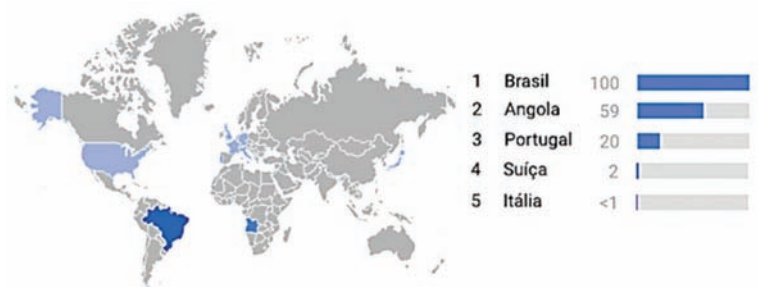 1 Brasil 100
2 Angola 59
3 Portugal 20
4 Suíça 2
5 Itália <1